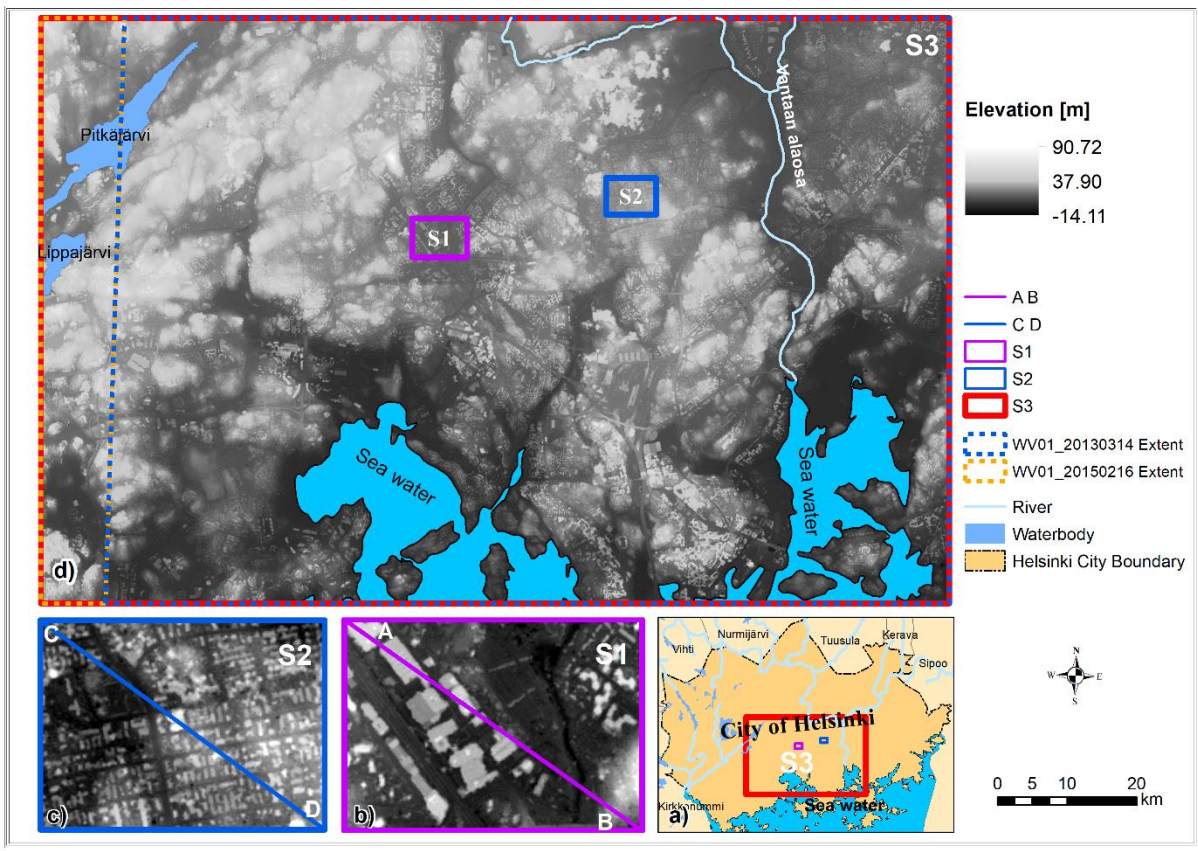 S3
Pitkäjärvi
Lippajärvi
Vantaan alaosa
S1
S2
Sea water
Sea water
d)
Elevation [m]
90.72
37.90
-14.11
A B
C D
S1
S2
S3
WV01_20130314 Extent
WV01_20150216 Extent
River
Waterbody
Helsinki City Boundary
C
S2
D
c)
A
S1
B
b)
Nurmijärvi
Tuusula
Kerava
Vihti
Sipoo
City of Helsinki
S3
Kirkkonummi
Sea water
a)
N
W E
S
0 5 10 20
km